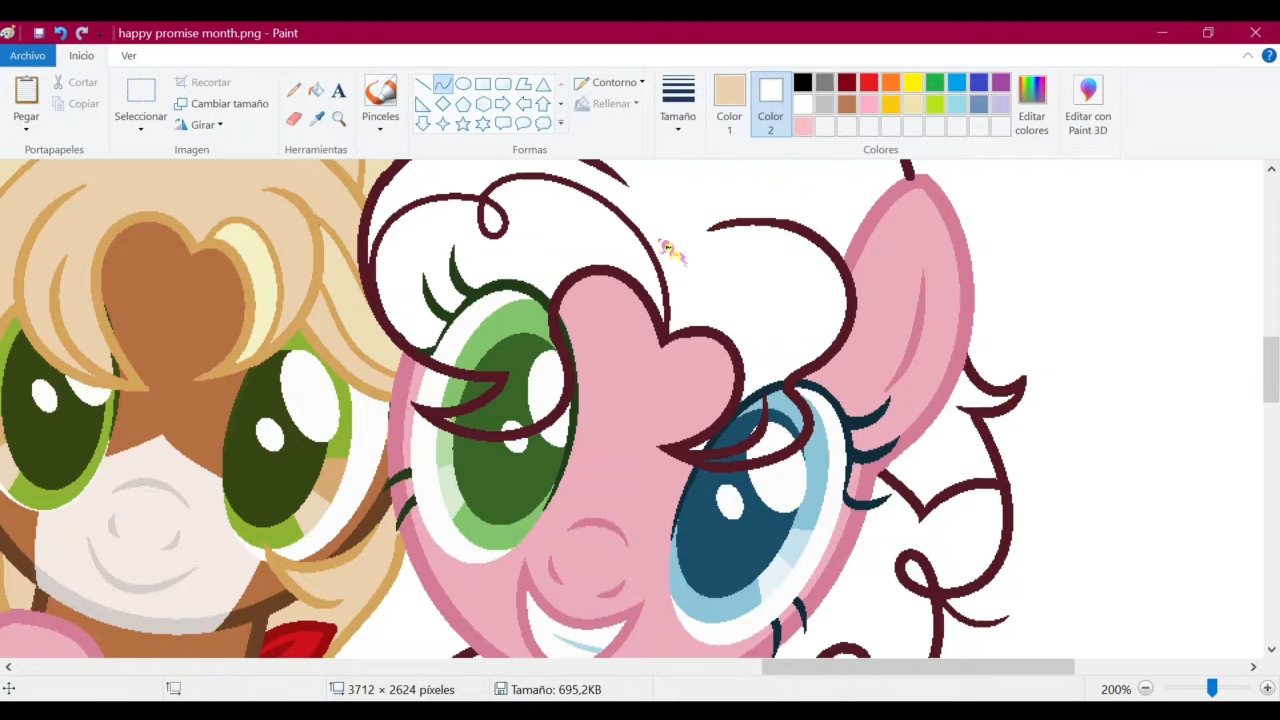 happy promise month.png - Paint
Archivo Inicio Ver
Pegar
Cortar
Copiar
Portapapeles
Seleccionar
Recortar
Cambiar tamaño
Girar
Imagen
A
Herramientas
Pinceles
Contorno
Rellenar
Formas
Tamaño
Color 1
Color 2
Editar colores
Editar con Paint 3D
Colores
3712 × 2624 píxeles
Tamaño: 695,2KB
200%